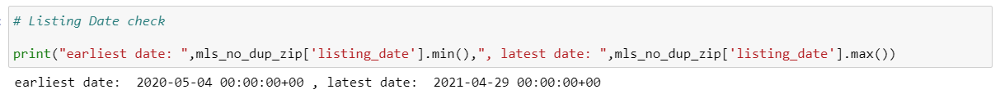 # Listing Date check
print("earliest date: ",mls_no_dup_zip['listing_date'].min(),", latest date: ",mls_no_dup_zip['listing_date'].max())
earliest date:  2020-05-04 00:00:00+00 , latest date:  2021-04-29 00:00:00+00